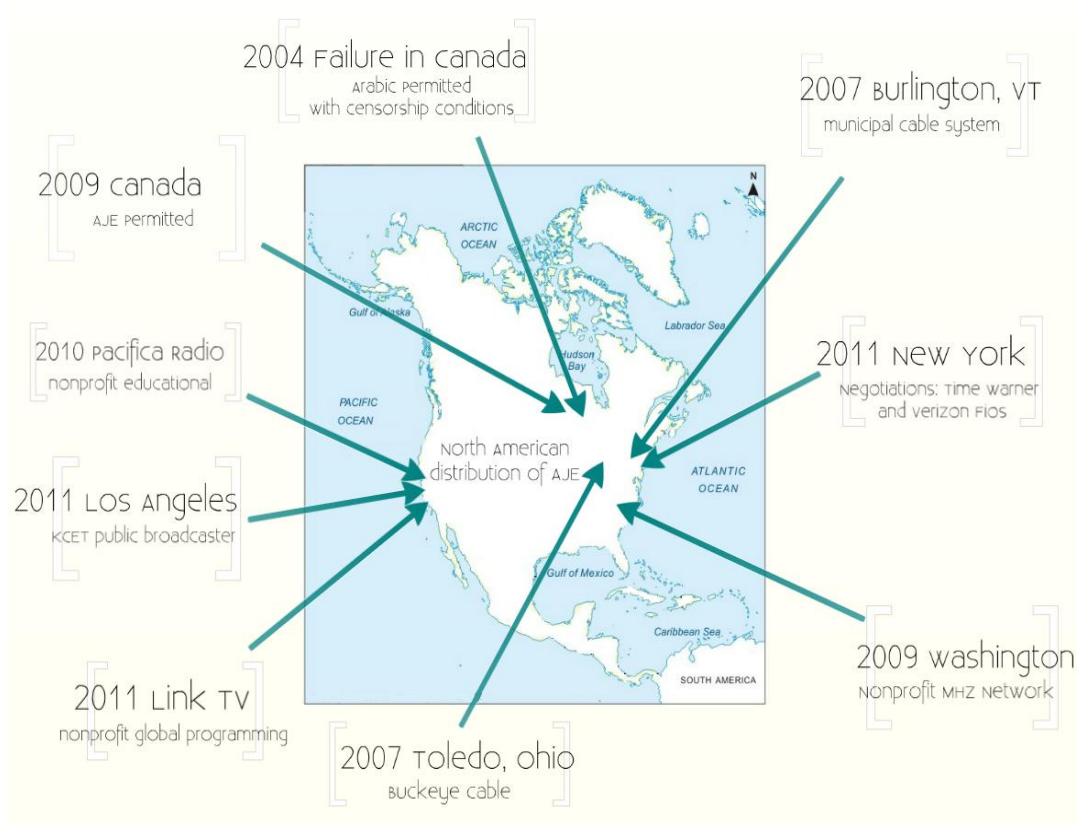 2004 Failure in Canada
Arabic Permitted
with censorship conditions
2007 Burlington, VT
municipal cable system
2009 Canada
AJE Permitted
2010 Pacifica Radio
nonprofit educational
2011 Los Angeles
KCET public broadcaster
2011 Link TV
nonprofit global programming
2007 Toledo, Ohio
Buckeye cable
2009 Washington
Nonprofit MHZ Network
2011 New York
Negotiations: Time Warner
and Verizon Fios
N
ARCTIC
OCEAN
Gulf of Alaska
Labrador Sea
Hudson
Bay
PACIFIC
OCEAN
North American
distribution of AJE
ATLANTIC
OCEAN
Gulf of Mexico
Caribbean Sea
SOUTH AMERICA